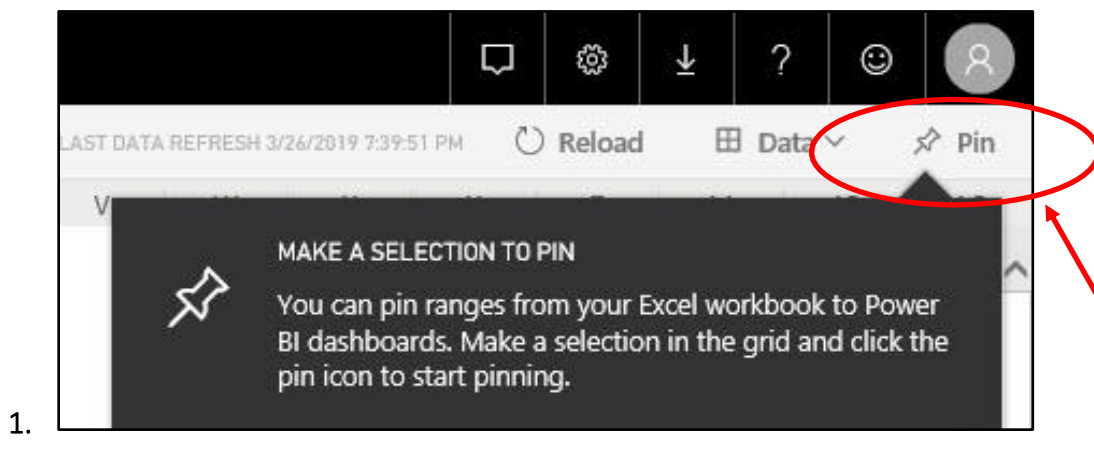 ?
LAST DATA REFRESH 3/26/2019 7:39:51 PM Reload Data Pin
V
MAKE A SELECTION TO PIN
You can pin ranges from your Excel workbook to Power
BI dashboards. Make a selection in the grid and click the
pin icon to start pinning.
1.